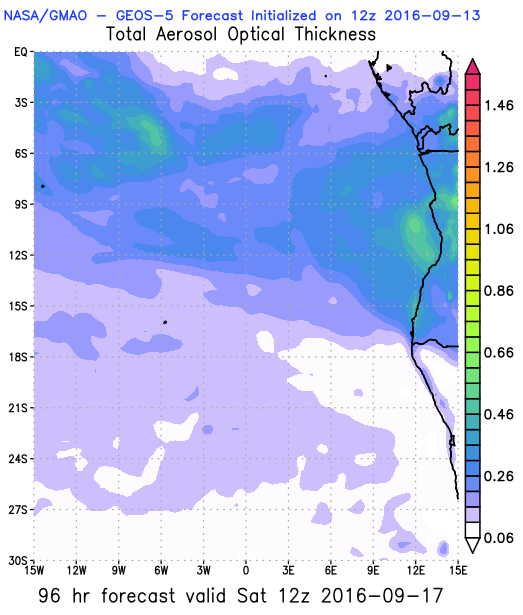 NASA/GMAO - GEOS-5 Forecast Initialized on 12z 2016-09-13
Total Aerosol Optical Thickness
EQ
3S
6S
9S
12S
15S
18S
21S
24S
27S
30S
15W 12W 9W 6W 3W 0 3E 6E 9E 12E 15E
1.46
1.26
1.06
0.86
0.66
0.46
0.26
0.06
96 hr forecast valid Sat 12z 2016-09-17